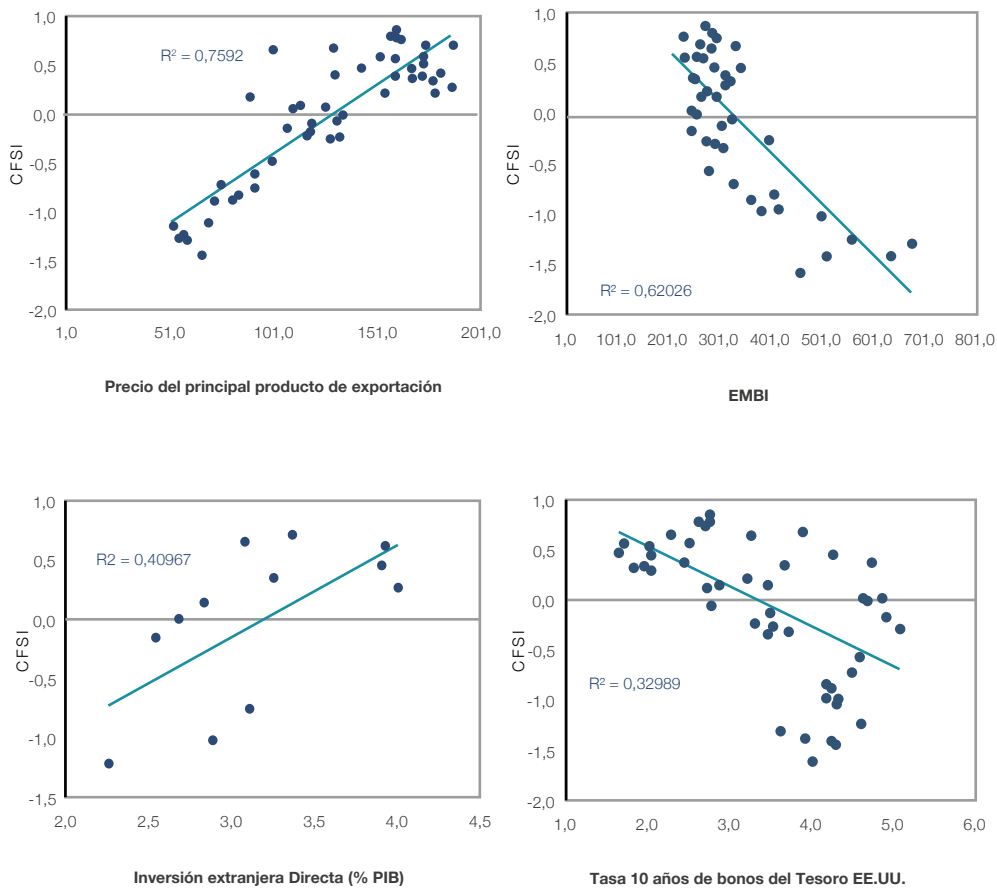 1,0
0,5
0,0
-0,5
-1,0
-1,5
-2,0
CFSI
R² = 0,7592
1,0 51,0 101,0 151,0 201,0
Precio del principal producto de exportación
1,0
0,5
0,0
-0,5
-1,0
-1,5
-2,0
CFSI
R² = 0,62026
1,0 101,0 201,0 301,0 401,0 501,0 601,0 701,0 801,0
EMBI
1,0
0,5
0,0
-0,5
-1,0
-1,5
CFSI
R2 = 0,40967
2,0 2,5 3,0 3,5 4,0 4,5
Inversión extranjera Directa (% PIB)
1,0
0,5
0,0
-0,5
-1,0
-1,5
-2,0
CFSI
R² = 0,32989
1,0 2,0 3,0 4,0 5,0 6,0
Tasa 10 años de bonos del Tesoro EE.UU.